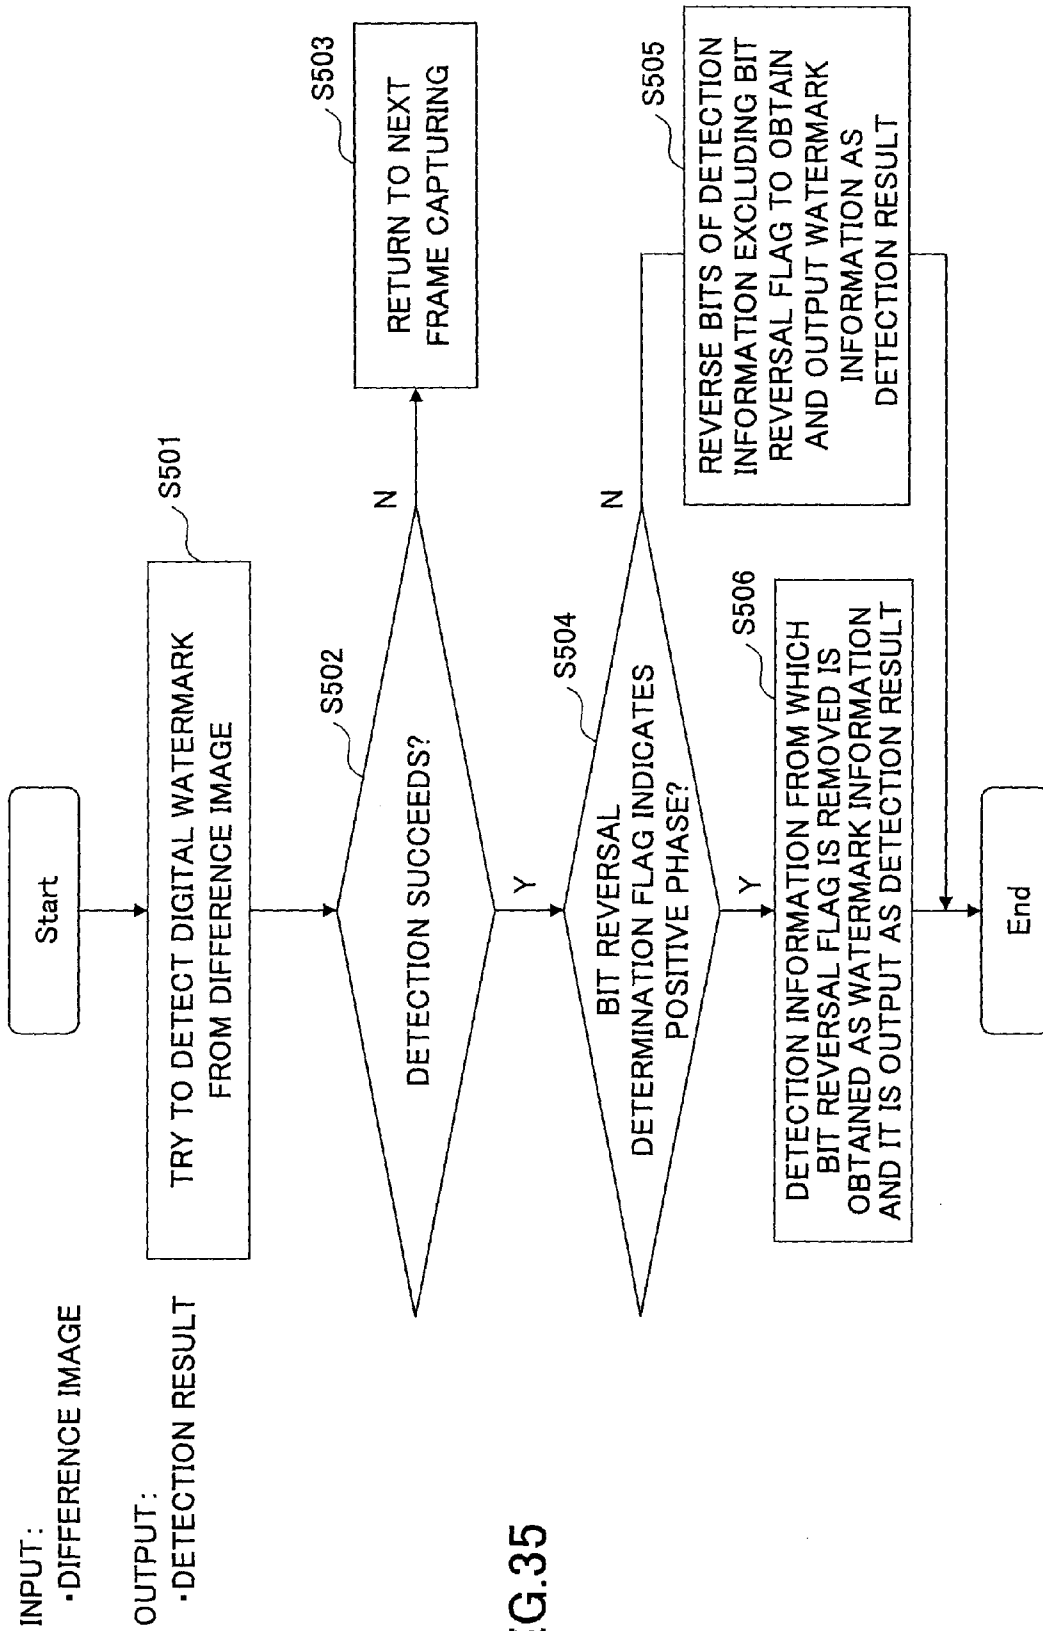 INPUT:
・DIFFERENCE IMAGE
OUTPUT:
・DETECTION RESULT
Start
S501
TRY TO DETECT DIGITAL WATERMARK
FROM DIFFERENCE IMAGE
S502
DETECTION SUCCEEDS?
N
S503
RETURN TO NEXT
FRAME CAPTURING
Y
S504
BIT REVERSAL
DETERMINATION FLAG INDICATES
POSITIVE PHASE?
N
S505
REVERSE BITS OF DETECTION
INFORMATION EXCLUDING BIT
REVERSAL FLAG TO OBTAIN
AND OUTPUT WATERMARK
INFORMATION AS
DETECTION RESULT
Y
S506
DETECTION INFORMATION FROM WHICH
BIT REVERSAL FLAG IS REMOVED IS
OBTAINED AS WATERMARK INFORMATION
AND IT IS OUTPUT AS DETECTION RESULT
End
G.35